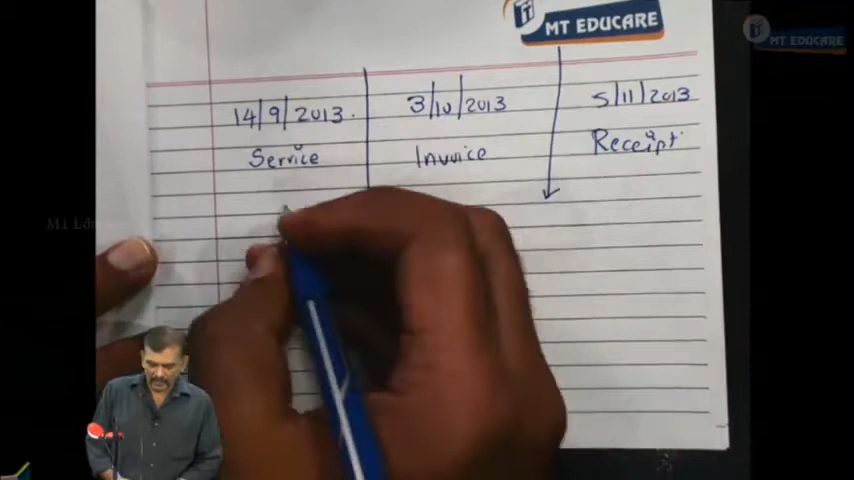 MT EDUCARE
MT EDUCARE
14/9/2013. 3/10/2013 5/11/2013
Service Invoice Receipt